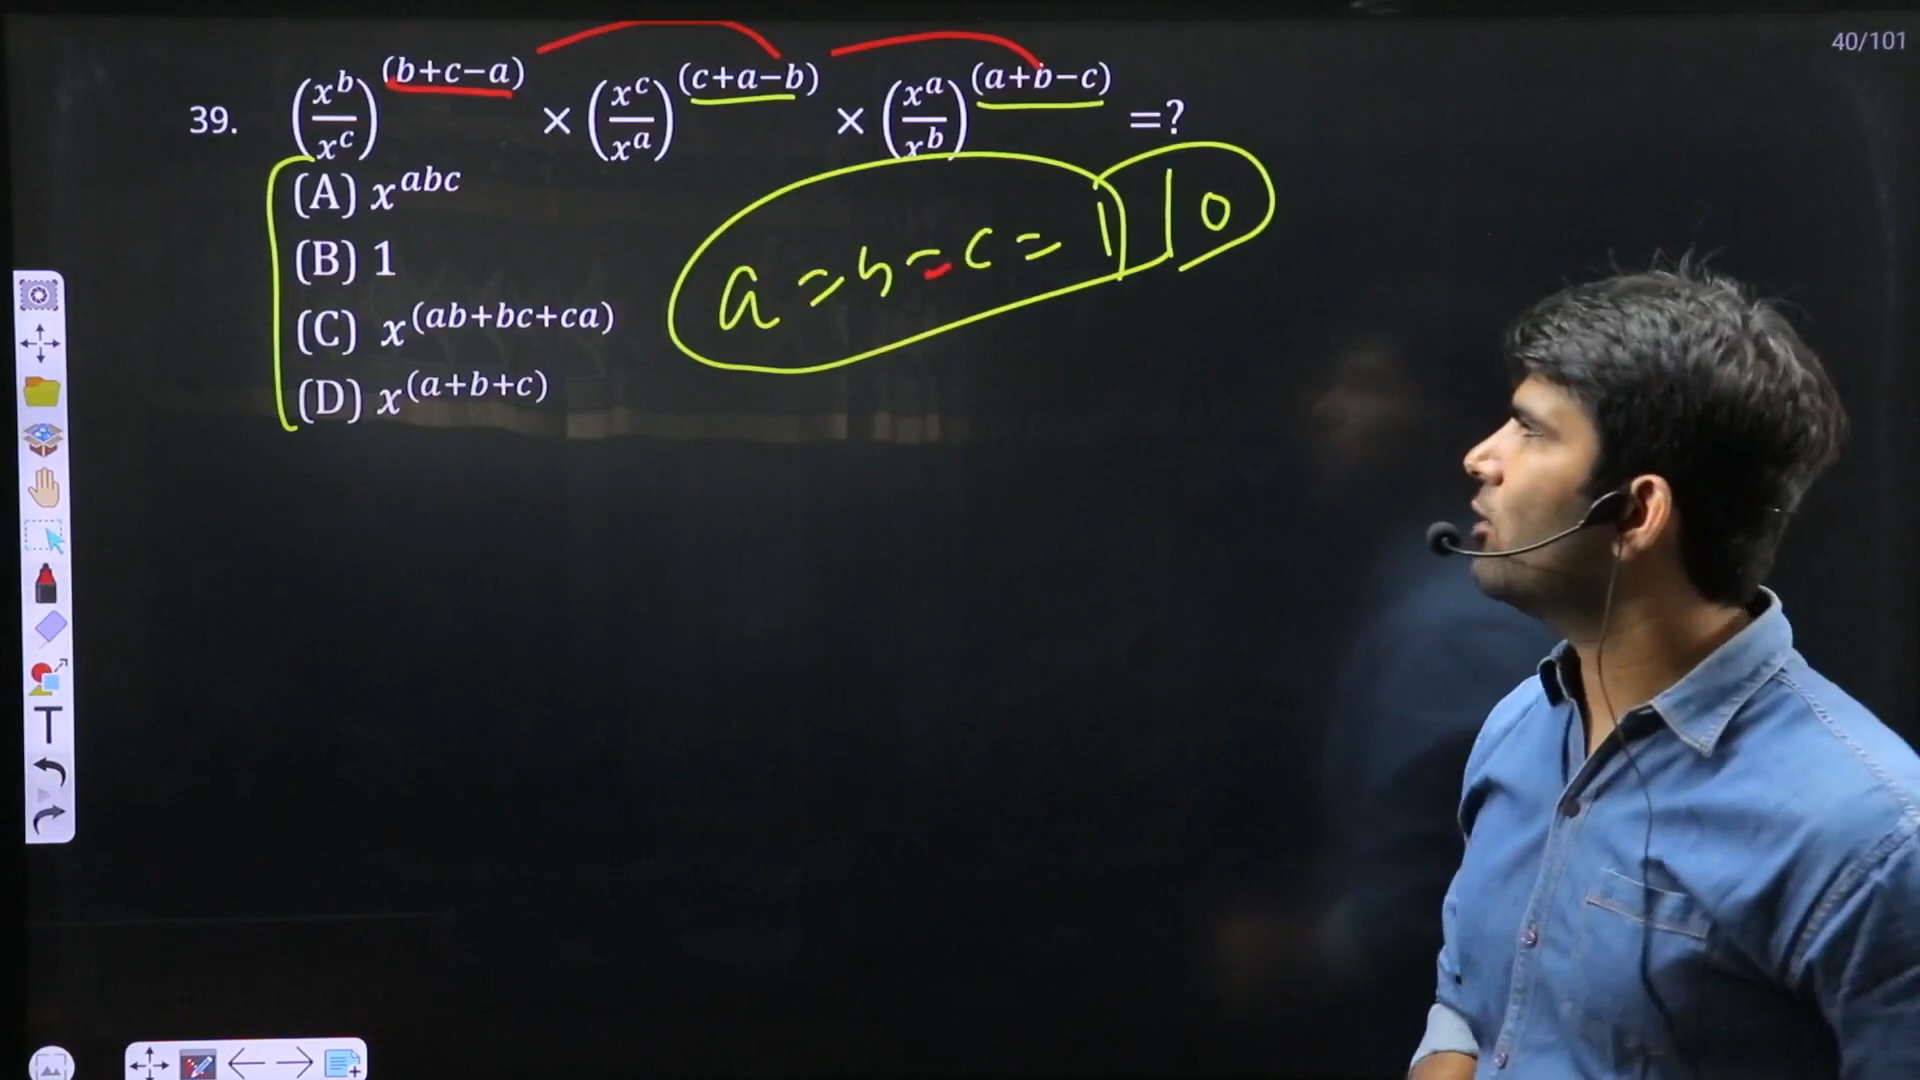 40/101
39. (x^b/x^c)^(b+c−a) × (x^c/x^a)^(c+a−b) × (x^a/x^b)^(a+b−c) =?
(A) x^abc
(B) 1
(C) x^(ab+bc+ca)
(D) x^(a+b+c)
a = b = c = 1 | 0
T